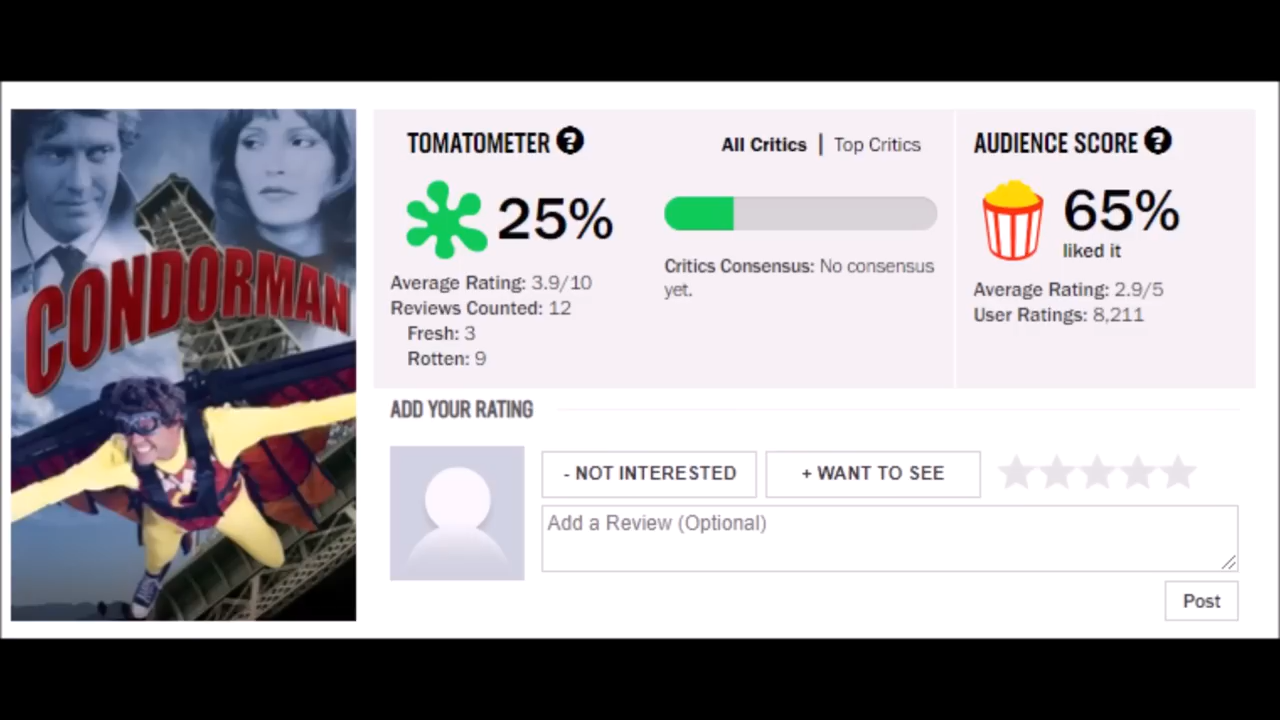 CONDORMAN
TOMATOMETER ?
All Critics | Top Critics
25%
Average Rating: 3.9/10
Reviews Counted: 12
Fresh: 3
Rotten: 9
Critics Consensus: No consensus
yet.
AUDIENCE SCORE ?
65%
liked it
Average Rating: 2.9/5
User Ratings: 8,211
ADD YOUR RATING
- NOT INTERESTED
+ WANT TO SEE
Add a Review (Optional)
Post